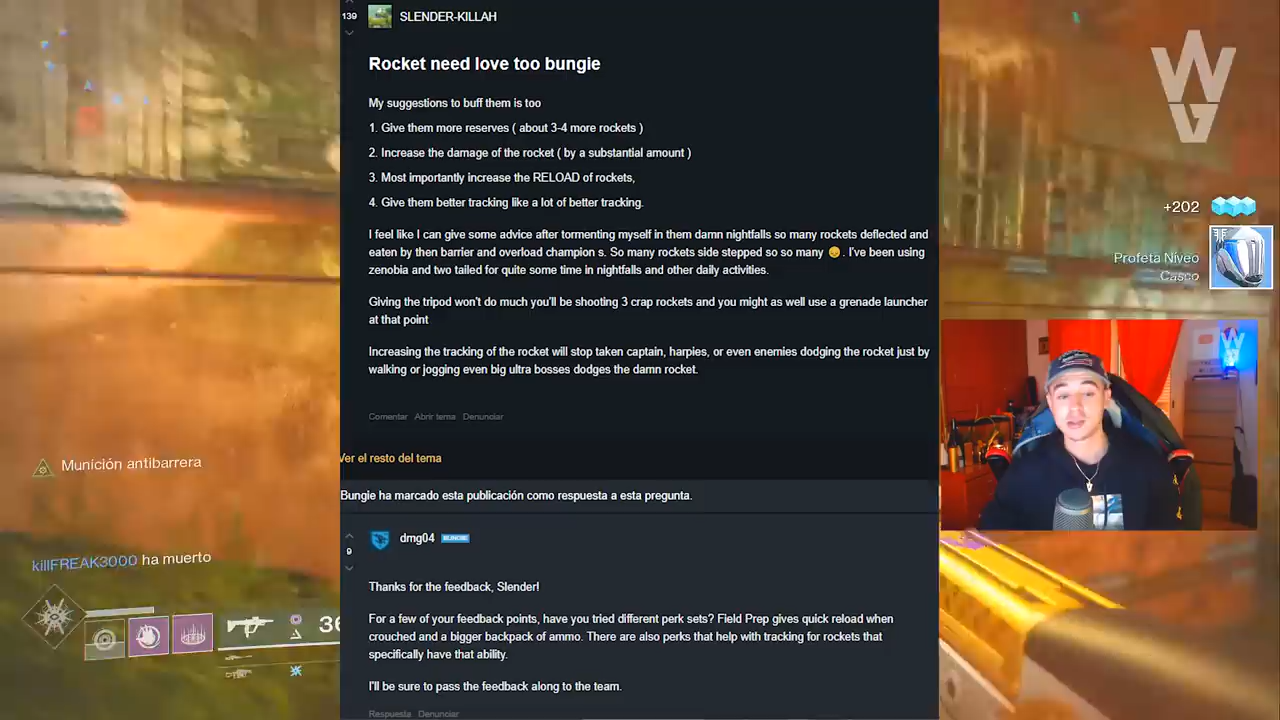 139
SLENDER-KILLAH
Rocket need love too bungie
My suggestions to buff them is too
1. Give them more reserves ( about 3-4 more rockets )
2. Increase the damage of the rocket ( by a substantial amount )
3. Most importantly increase the RELOAD of rockets,
4. Give them better tracking like a lot of better tracking.
I feel like I can give some advice after tormenting myself in them damn nightfalls so many rockets deflected and
eaten by then barrier and overload champion s. So many rockets side stepped so so many 😞. I've been using
zenobia and two tailed for quite some time in nightfalls and other daily activities.
Giving the tripod won't do much you'll be shooting 3 crap rockets and you might as well use a grenade launcher
at that point
Increasing the tracking of the rocket will stop taken captain, harpies, or even enemies dodging the rocket just by
walking or jogging even big ultra bosses dodges the damn rocket.
Comentar Abrir tema Denunciar
Ver el resto del tema
Bungie ha marcado esta publicación como respuesta a esta pregunta.
dmg04 BUNGIE
9
Thanks for the feedback, Slender!
For a few of your feedback points, have you tried different perk sets? Field Prep gives quick reload when
crouched and a bigger backpack of ammo. There are also perks that help with tracking for rockets that
specifically have that ability.
I'll be sure to pass the feedback along to the team.
Respuesta Denunciar
Munición antibarrera
killFREAK3000 ha muerto
36
WG
+202
Profeta Níveo
Casco
W